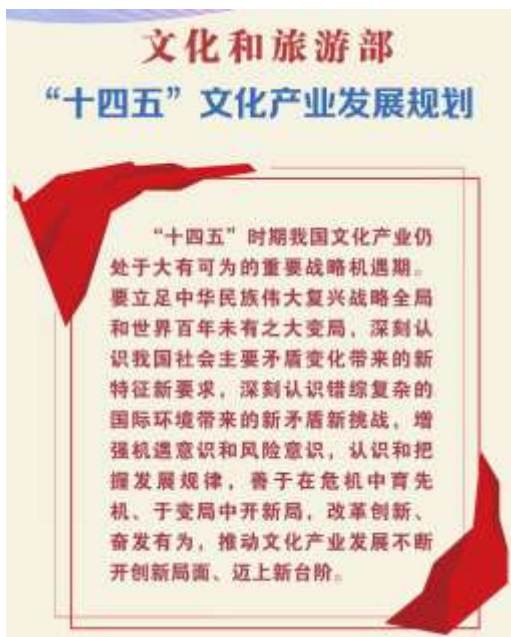 文化和旅游部
“十四五”文化产业发展规划
“十四五”时期我国文化产业仍
处于大有可为的重要战略机遇期。
要立足中华民族伟大复兴战略全局
和世界百年未有之大变局，深刻认
识我国社会主要矛盾变化带来的新
特征新要求，深刻认识错综复杂的
国际环境带来的新矛盾新挑战，增
强机遇意识和风险意识，认识和把
握发展规律，善于在危机中育先
机、于变局中开新局，改革创新、
奋发有为，推动文化产业发展不断
开创新局面、迈上新台阶。